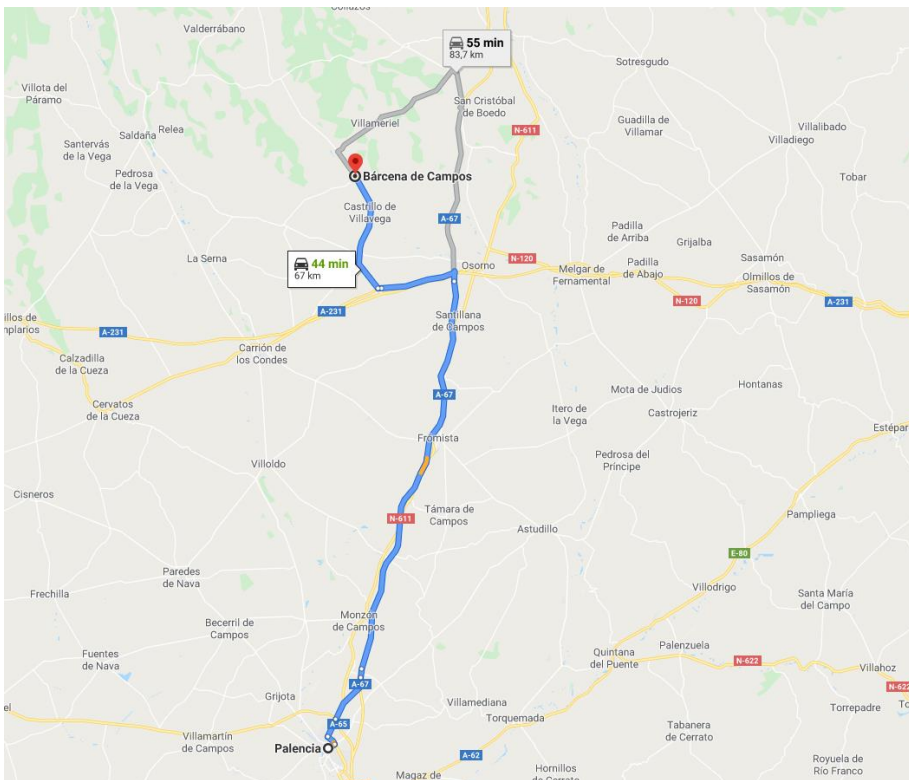 Collazos
Valderrábano
55 min
83,7 km
Sotresgudo
Villota del
Páramo
San Cristóbal
de Boedo
Villameriel
Guadilla de
Villamar
Villalibado
Villadiego
N-611
Saldaña
Relea
Santervás
de la Vega
Pedrosa
de la Vega
Bárcena de Campos
Tobar
Castrillo de
Villavega
A-67
Padilla
de Arriba
Grijalba
La Serna
44 min
67 km
N-120
Osorno
Melgar de
Fernamental
Padilla
de Abajo
Sasamón
Olmillos de
Sasamón
N-120
A-231
A-231
Santillana
de Campos
illos de
nplarios
A-231
Carrión de
los Condes
Calzadilla
de la Cueza
A-67
Mota de Judios
Hontanas
Cervatos
de la Cueza
Itero de
la Vega
Castrojeriz
Estépar
Fromista
Villoldo
Pedrosa del
Príncipe
Cisneros
N-611
Támara de
Campos
Astudillo
Pampliega
E-80
Paredes
de Nava
Frechilla
Villodrigo
Santa María
del Campo
Monzón
de Campos
Becerril de
Campos
Fuentes
de Nava
Quintana
del Puente
Palenzuela
N-622
Villahoz
N-622
A-67
Grijota
Villamediana
Torquemada
Torrepadre
To
el
A-65
Villamartín
de Campos
Palencia
Tabanera
de Cerrato
A-62
Royuela de
Río Franco
Magaz de
Hornillos
de Cerrato